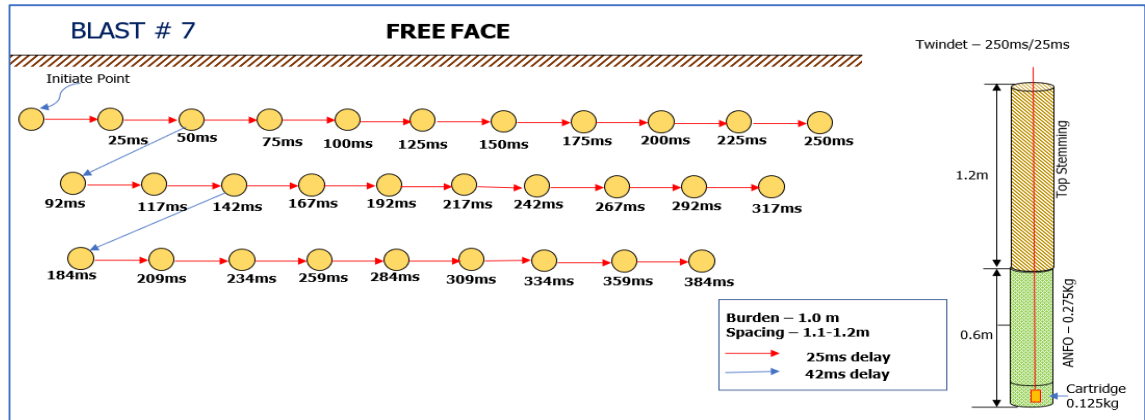 BLAST # 7
FREE FACE
Initiate Point
25ms
50ms
75ms
100ms
125ms
150ms
175ms
200ms
225ms
250ms
92ms
117ms
142ms
167ms
192ms
217ms
242ms
267ms
292ms
317ms
184ms
209ms
234ms
259ms
284ms
309ms
334ms
359ms
384ms
Burden – 1.0 m
Spacing – 1.1-1.2m
25ms delay
42ms delay
Twindet – 250ms/25ms
1.2m
Top Stemming
0.6m
ANFO – 0.275Kg
Cartridge
0.125kg